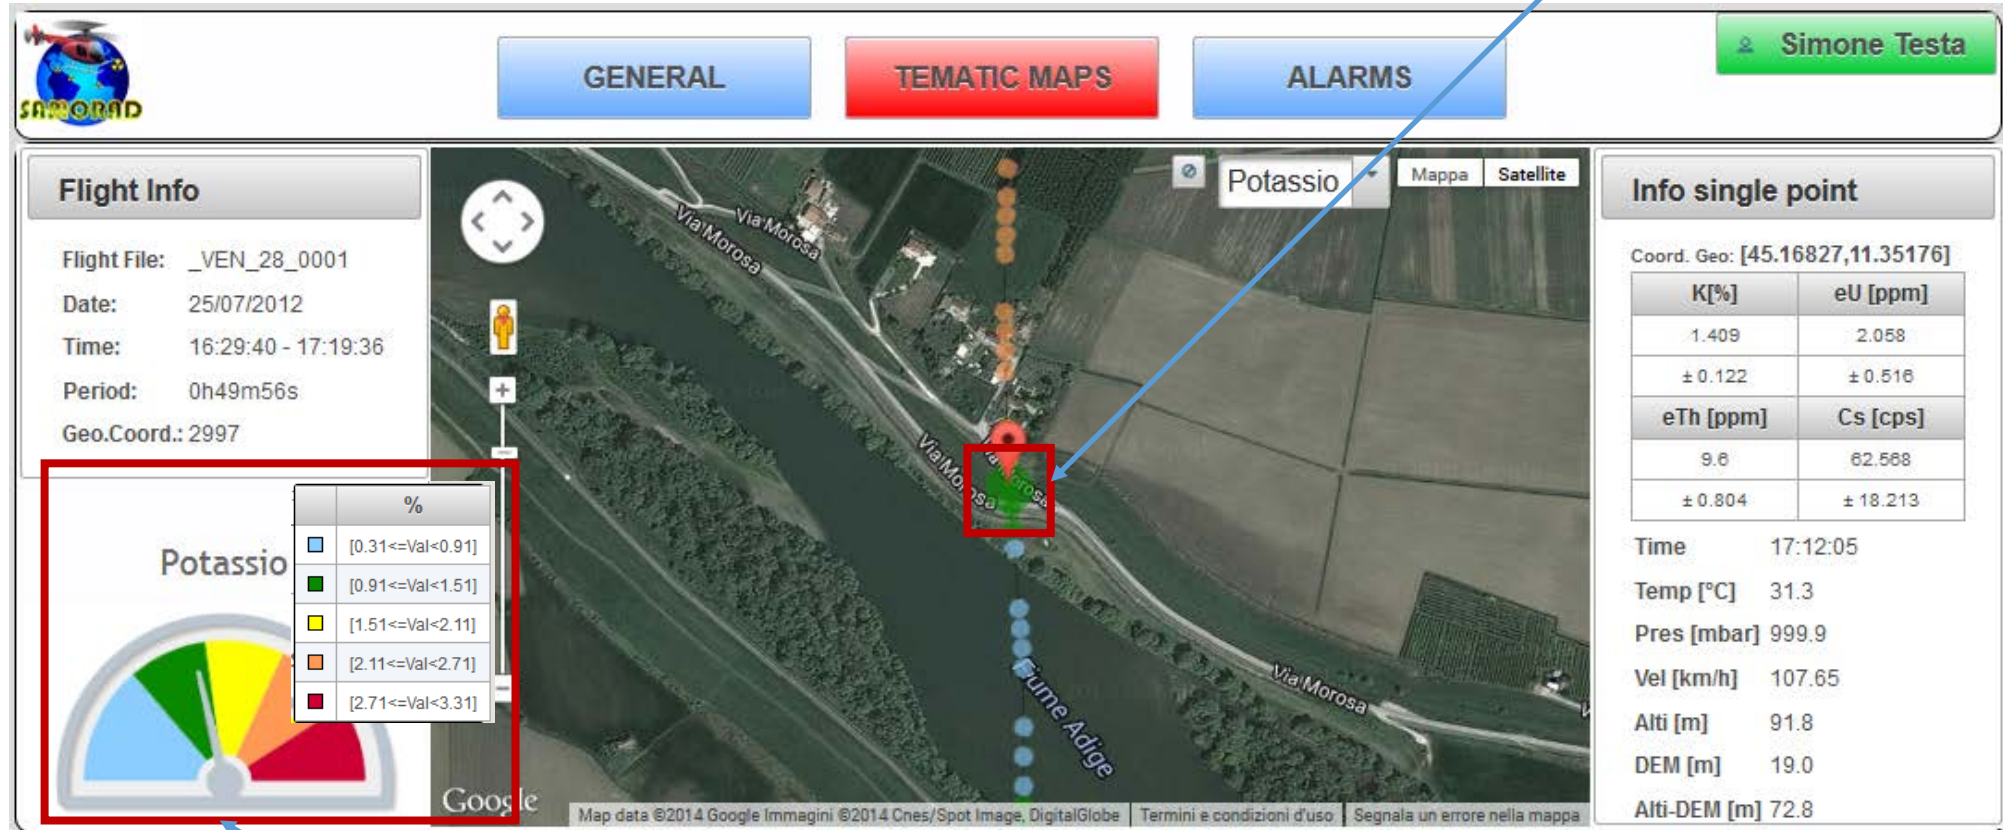 SAMORAD
GENERAL
TEMATIC MAPS
ALARMS
Simone Testa
Flight Info
Flight File: _VEN_28_0001
Date: 25/07/2012
Time: 16:29:40 - 17:19:36
Period: 0h49m56s
Geo.Coord.: 2997
Potassio
%
[0.31<=Val<0.91]
[0.91<=Val<1.51]
[1.51<=Val<2.11]
[2.11<=Val<2.71]
[2.71<=Val<3.31]
Potassio
Mappa
Satellite
Via Morosa
Via Morosa
Via Morosa
Via Morosa
Via Morosa
Fiume Adige
Google
Map data ©2014 Google Immagini ©2014 Cnes/Spot Image, DigitalGlobe
Termini e condizioni d'uso
Segnala un errore nella mappa
Info single point
Coord. Geo: [45.16827,11.35176]
K[%] eU [ppm]
1.409 2.058
± 0.122 ± 0.516
eTh [ppm] Cs [cps]
9.6 62.568
± 0.804 ± 18.213
Time 17:12:05
Temp [°C] 31.3
Pres [mbar] 999.9
Vel [km/h] 107.65
Alti [m] 91.8
DEM [m] 19.0
Alti-DEM [m] 72.8